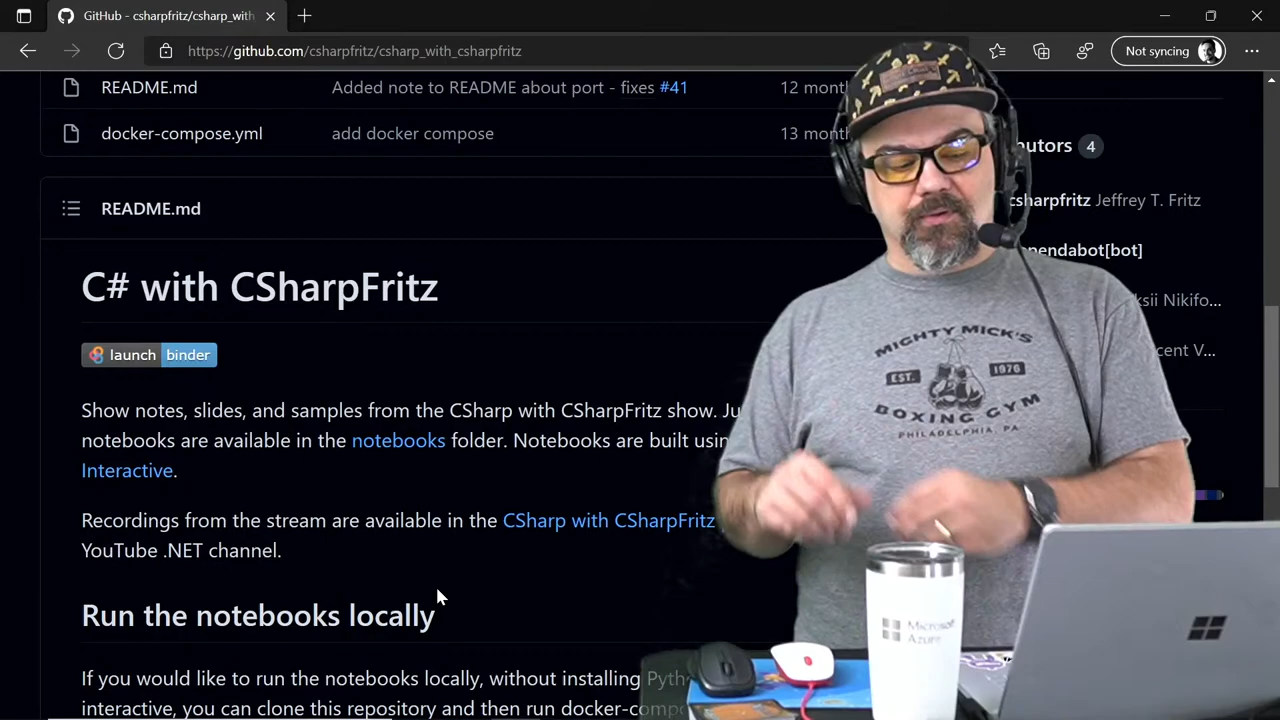 GitHub - csharpfritz/csharp_with
https://github.com/csharpfritz/csharp_with_csharpfritz
Not syncing
README.md Added note to README about port - fixes #41 12 month
docker-compose.yml add docker compose 13 month
butors 4
csharpfritz Jeffrey T. Fritz
README.md
pendabot[bot]
C# with CSharpFritz
ksii Nikifo...
launch binder
cent V...
Show notes, slides, and samples from the CSharp with CSharpFritz show. Ju
notebooks are available in the notebooks folder. Notebooks are built usin
Interactive.
Recordings from the stream are available in the CSharp with CSharpFritz
YouTube .NET channel.
Run the notebooks locally
If you would like to run the notebooks locally, without installing Pytho
interactive, you can clone this repository and then run docker-compo
MIGHTY MICK'S
EST. 1976
BOXING GYM
PHILADELPHIA, PA
Microsoft
Azure